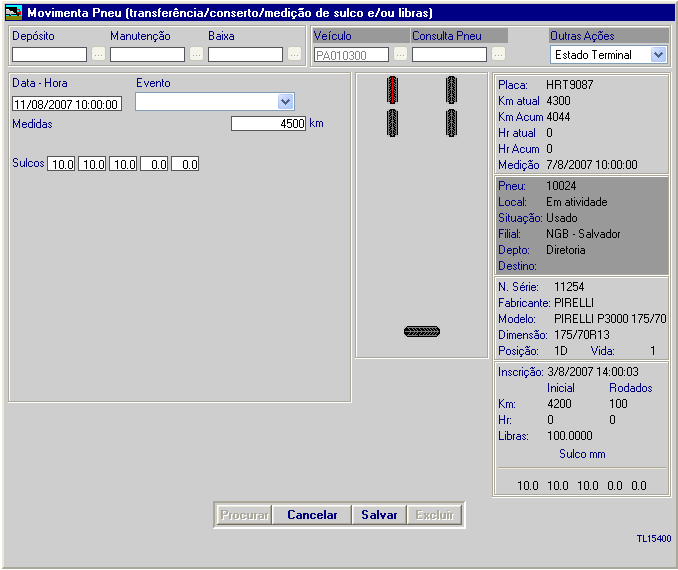 Movimenta Pneu (transferência/conserto/medição de sulco e/ou libras)
Depósito Manutenção Baixa Veículo Consulta Pneu Outras Ações
... ... ... PA010300 ... ... Estado Terminal
Data - Hora Evento
11/08/2007 10:00:00
Medidas 4500 km
Sulcos 10.0 10.0 10.0 0.0 0.0
Placa: HRT9087
Km atual 4300
Km Acum 4044
Hr atual 0
Hr Acum 0
Medição 7/8/2007 10:00:00
Pneu: 10024
Local: Em atividade
Situação: Usado
Filial: NGB - Salvador
Depto: Diretoria
Destino:
N. Série: 11254
Fabricante: PIRELLI
Modelo: PIRELLI P3000 175/70
Dimensão: 175/70R13
Posição: 1D Vida: 1
Inscrição: 3/8/2007 14:00:03
Inicial Rodados
Km: 4200 100
Hr: 0 0
Libras: 100.0000
Sulco mm
10.0 10.0 10.0 0.0 0.0
Procurar Cancelar Salvar Excluir
TL15400